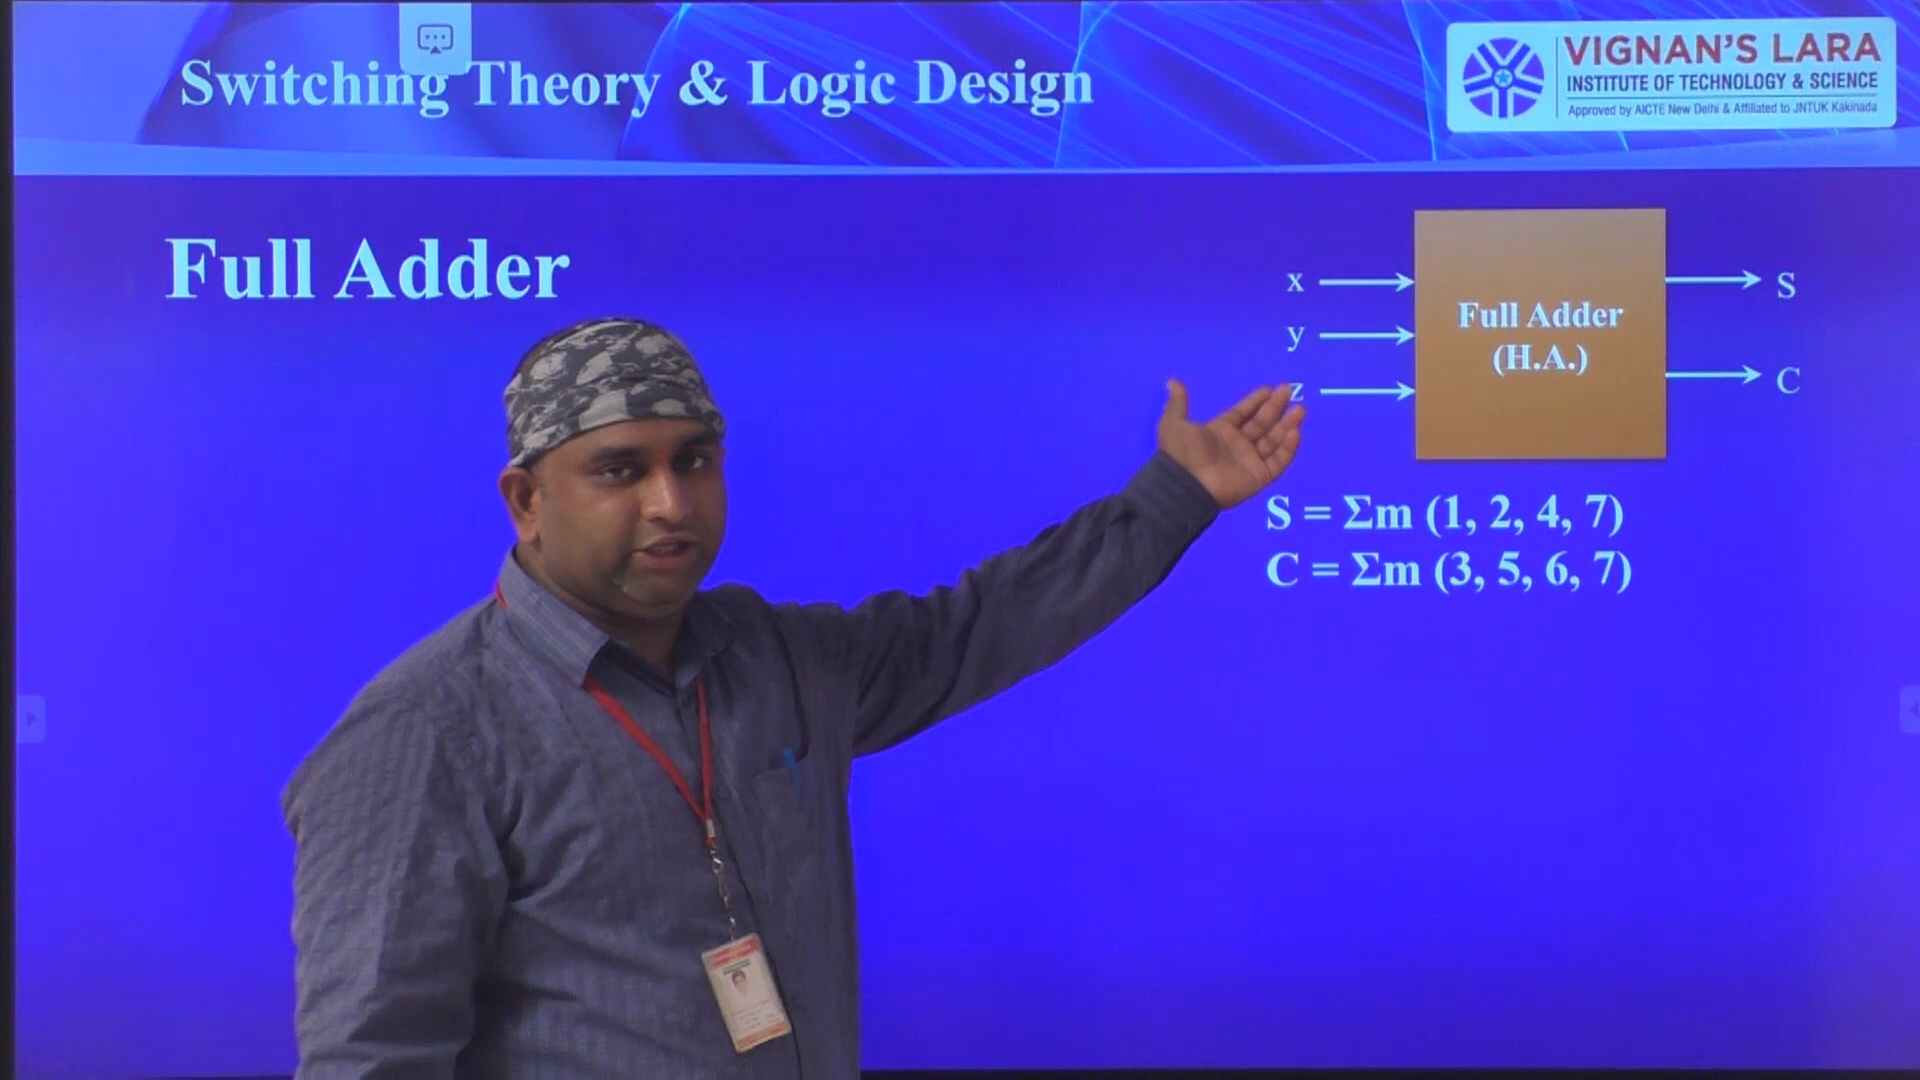 Switching Theory & Logic Design
VIGNAN'S LARA
INSTITUTE OF TECHNOLOGY & SCIENCE
Approved by AICTE New Delhi & Affiliated to JNTUK Kakinada
Full Adder
x
y
z
Full Adder
(H.A.)
S
C
S = Σm (1, 2, 4, 7)
C = Σm (3, 5, 6, 7)